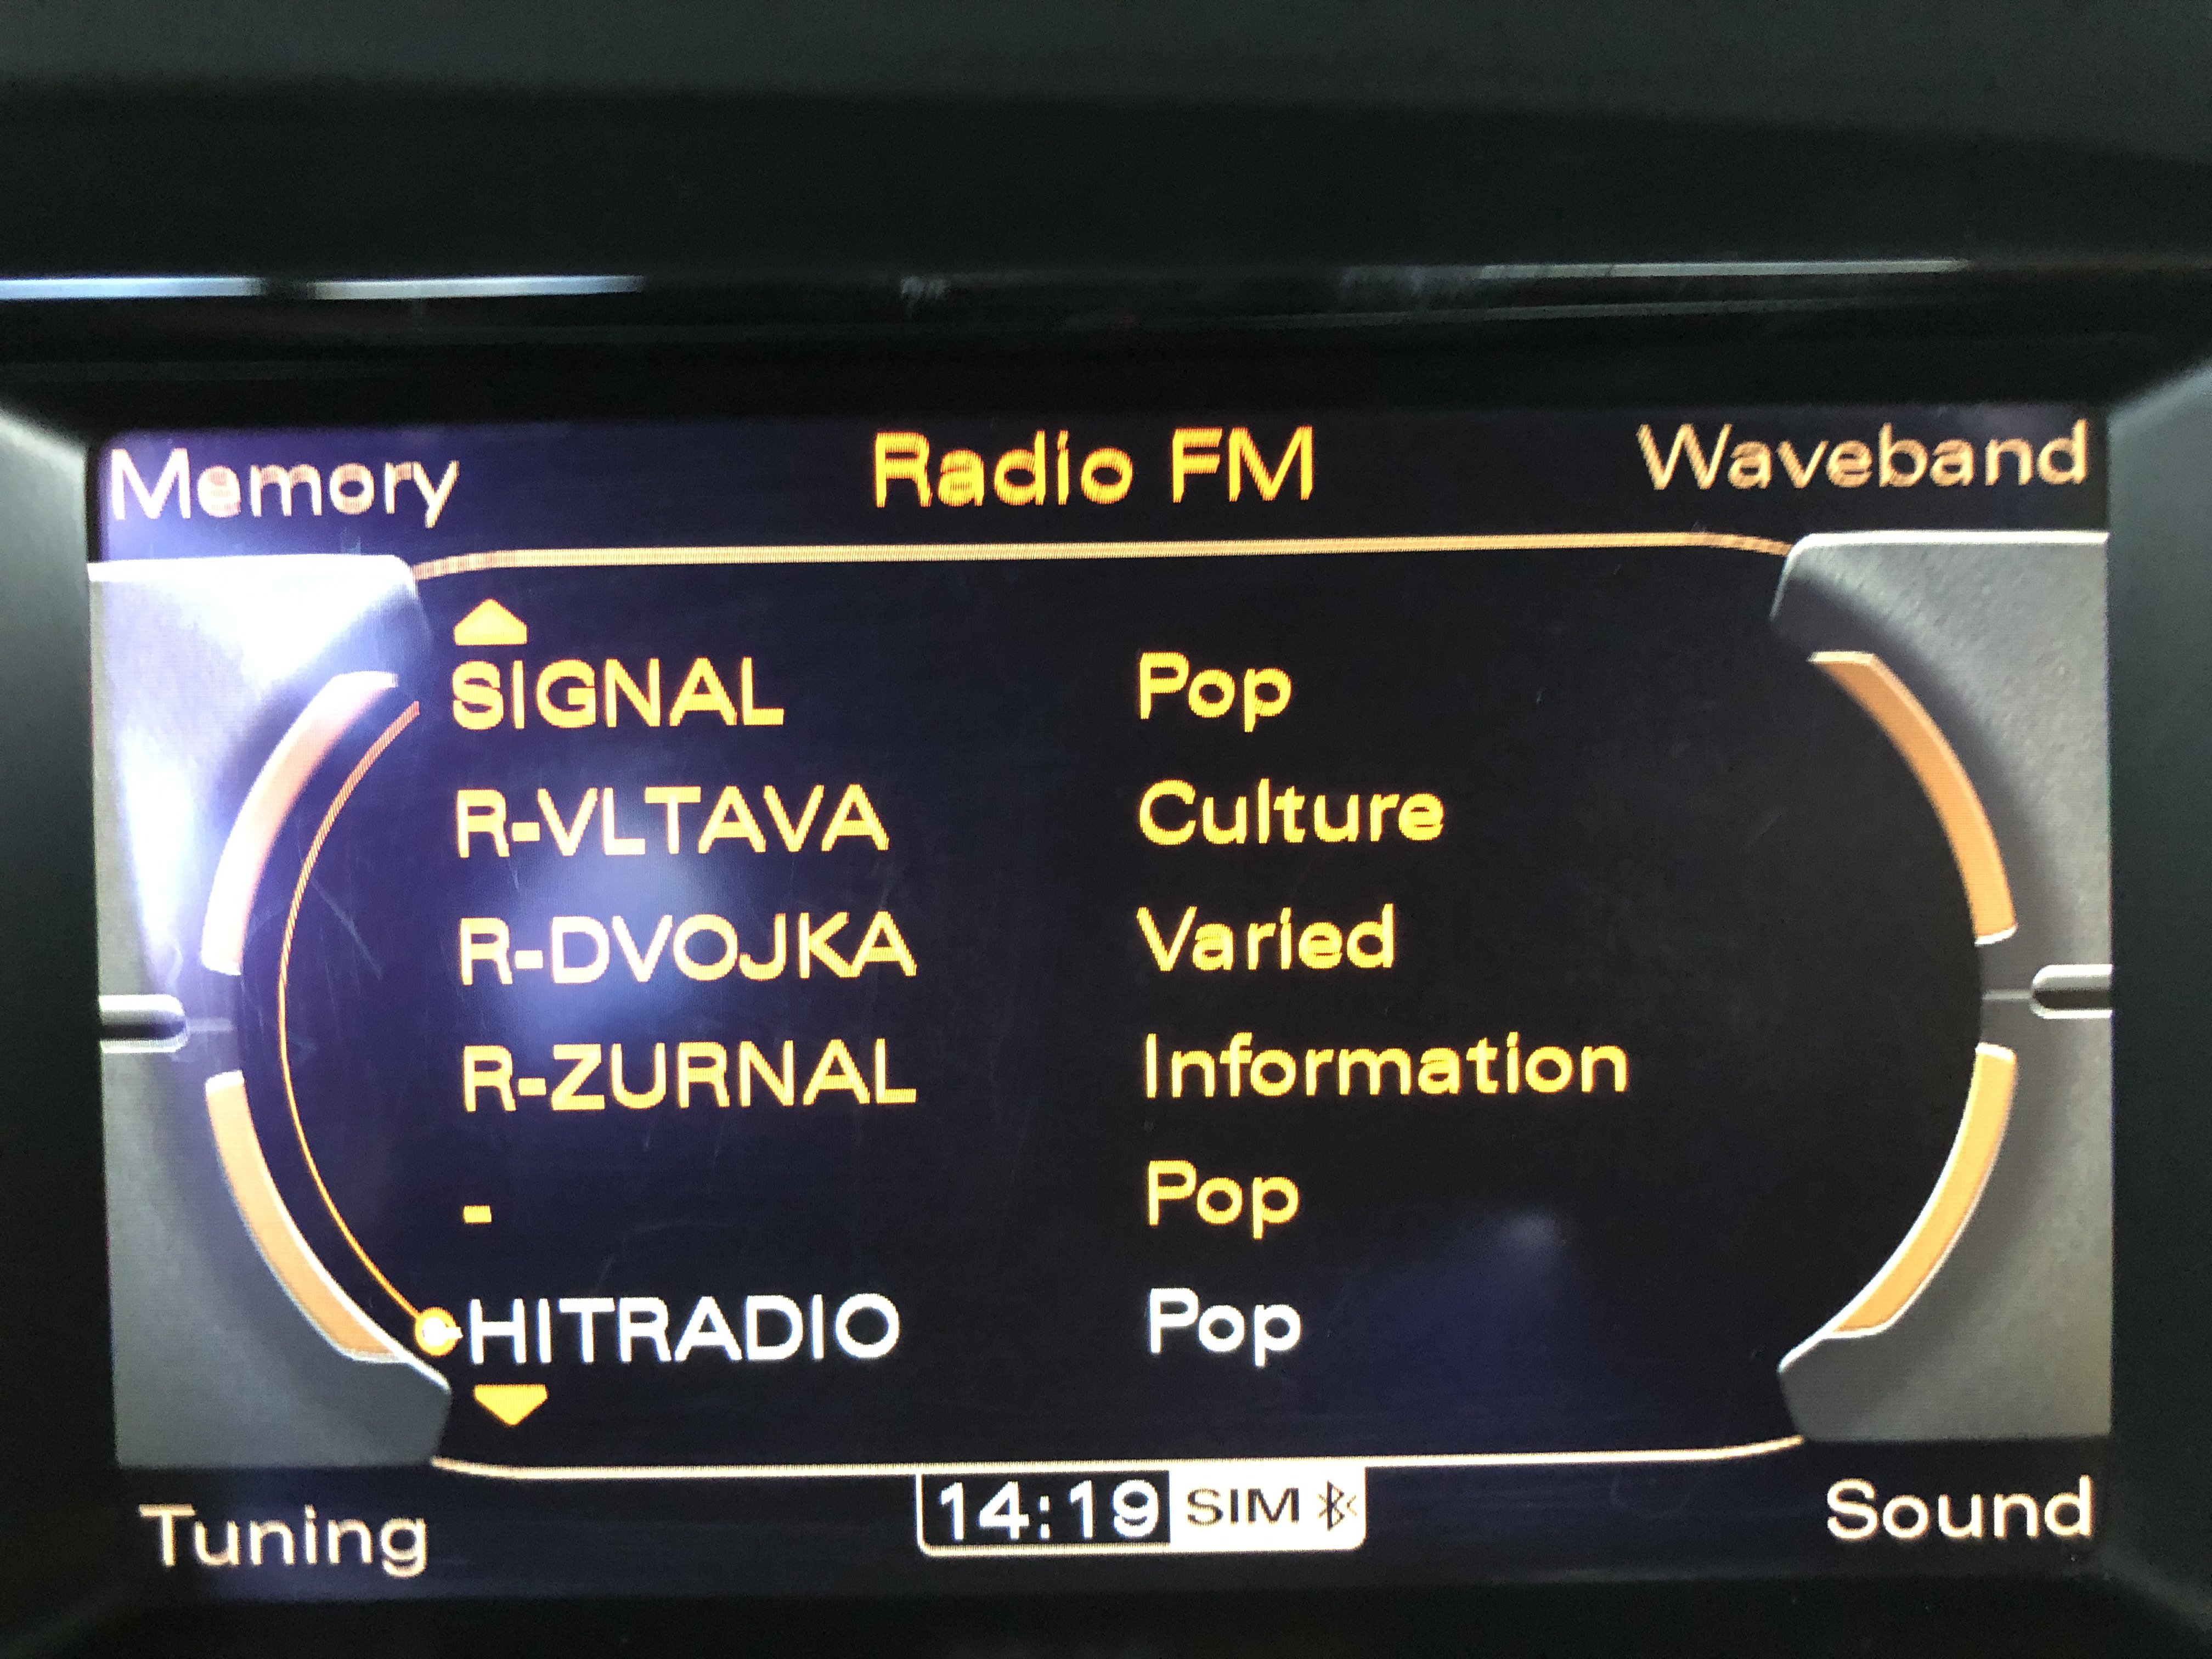 Memory Radio FM Waveband
SIGNAL Pop
R-VLTAVA Culture
R-DVOJKA Varied
R-ZURNAL Information
- Pop
HITRADIO Pop
14:19 SIM
Tuning Sound